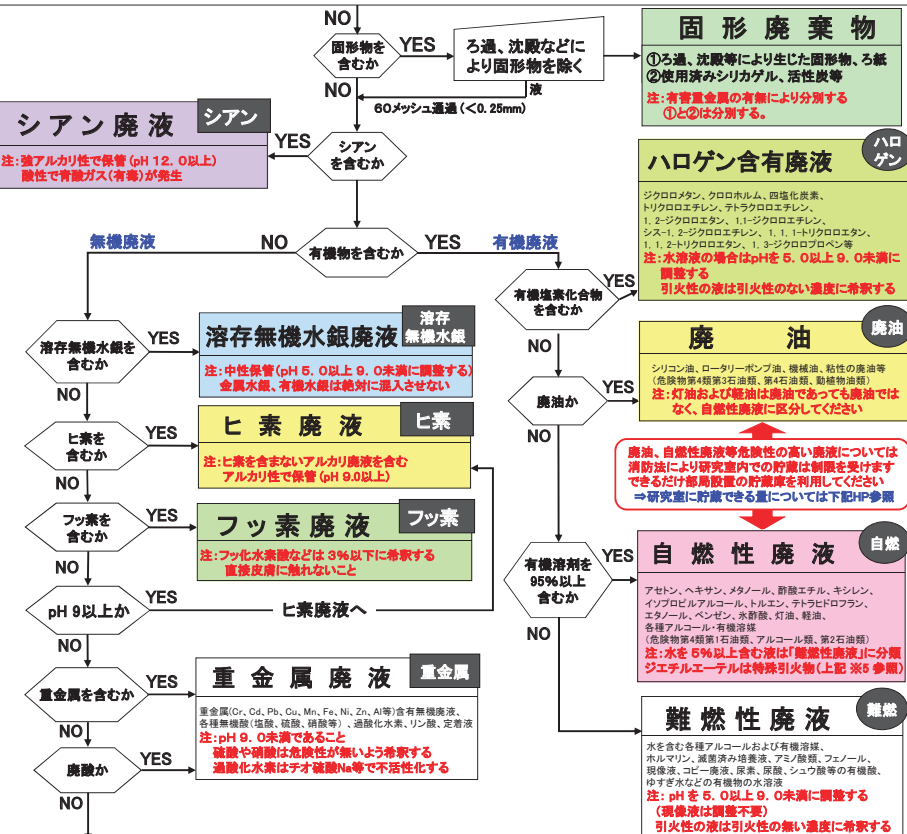 NO
固形物を
含むか
YES
ろ過、沈殿などに
より固形物を除く
固形廃棄物
①ろ過、沈殿等により生じた固形物、ろ紙
②使用済みシリカゲル、活性炭等
注:有害重金属の有無により分別する
①と②は分別する。
NO
液
60メッシュ通過(<0.25mm)
シアン廃液
シアン
注:強アルカリ性で保管(pH 12.0以上)
酸性で青酸ガス(有毒)が発生
YES
シアン
を含むか
ハロゲン含有廃液
ハロ
ゲン
ジクロロメタン、クロロホルム、四塩化炭素、
トリクロロエチレン、テトラクロロエチレン、
1,2-ジクロロエタン、1,1-ジクロロエチレン、
シス-1,2-ジクロロエチレン、1,1,1-トリクロロエタン、
1,1,2-トリクロロエタン、1,3-ジクロロプロペン等
注:水溶液の場合はpHを5.0以上9.0未満に
調整する
引火性の液は引火性のない濃度に希釈する
無機廃液
NO
有機物を含むか
YES
有機廃液
有機塩素化合物
を含むか
YES
NO
溶存無機水銀を
含むか
YES
溶存無機水銀廃液
溶存
無機水銀
注:中性保管(pH 5.0以上9.0未満に調整する)
金属水銀、有機水銀は絶対に混入させない
NO
廃油
廃油
シリコン油、ロータリーポンプ油、機械油、粘性の廃油等
(危険物第4類第3石油類、第4石油類、動植物油類)
注:灯油および軽油は廃油であっても廃油では
なく、自燃性廃液に区分してください
廃油か
YES
NO
ヒ素を
含むか
YES
ヒ素廃液
ヒ素
注:ヒ素を含まないアルカリ廃液を含む
アルカリ性で保管(pH 9.0以上)
NO
廃油、自燃性廃液等危険性の高い廃液については
消防法により研究室内での貯蔵は制限を受けます
できるだけ部局設置の貯蔵庫を利用してください
⇒研究室に貯蔵できる量については下記HP参照
フッ素を
含むか
YES
フッ素廃液
フッ素
注:フッ化水素酸などは3%以下に希釈する
直接皮膚に触れないこと
NO
有機溶剤を
95%以上
含むか
YES
NO
自燃性廃液
自燃
アセトン、ヘキサン、メタノール、酢酸エチル、キシレン、
イソプロピルアルコール、トルエン、テトラヒドロフラン、
エタノール、ベンゼン、氷酢酸、灯油、軽油、
各種アルコール・有機溶媒
(危険物第4類第1石油類、アルコール類、第2石油類)
注:水を5%以上含む液は「難燃性廃液」に分類
ジエチルエーテルは特殊引火物(上記 ※5 参照)
pH 9以上か
YES
ヒ素廃液へ
NO
重金属を含むか
YES
重金属廃液
重金属
重金属(Cr、Cd、Pb、Cu、Mn、Fe、Ni、Zn、Al等)含有無機廃液、
各種無機酸(塩酸、硫酸、硝酸等)、過酸化水素、リン酸、定着液
注:pH 9.0未満であること
硫酸や硝酸は危険性が無いよう希釈する
過酸化水素はチオ硫酸Na等で不活性化する
NO
廃酸か
YES
NO
難燃性廃液
難燃
水を含む各種アルコールおよび有機溶媒、
ホルマリン、滅菌済み培養液、アミノ酸類、フェノール、
現像液、コピー廃液、尿素、尿酸、シュウ酸等の有機酸、
ゆすぎ水などの有機物の水溶液
注:pHを5.0以上9.0未満に調整する
(現像液は調整不要)
引火性の液は引火性の無い濃度に希釈する